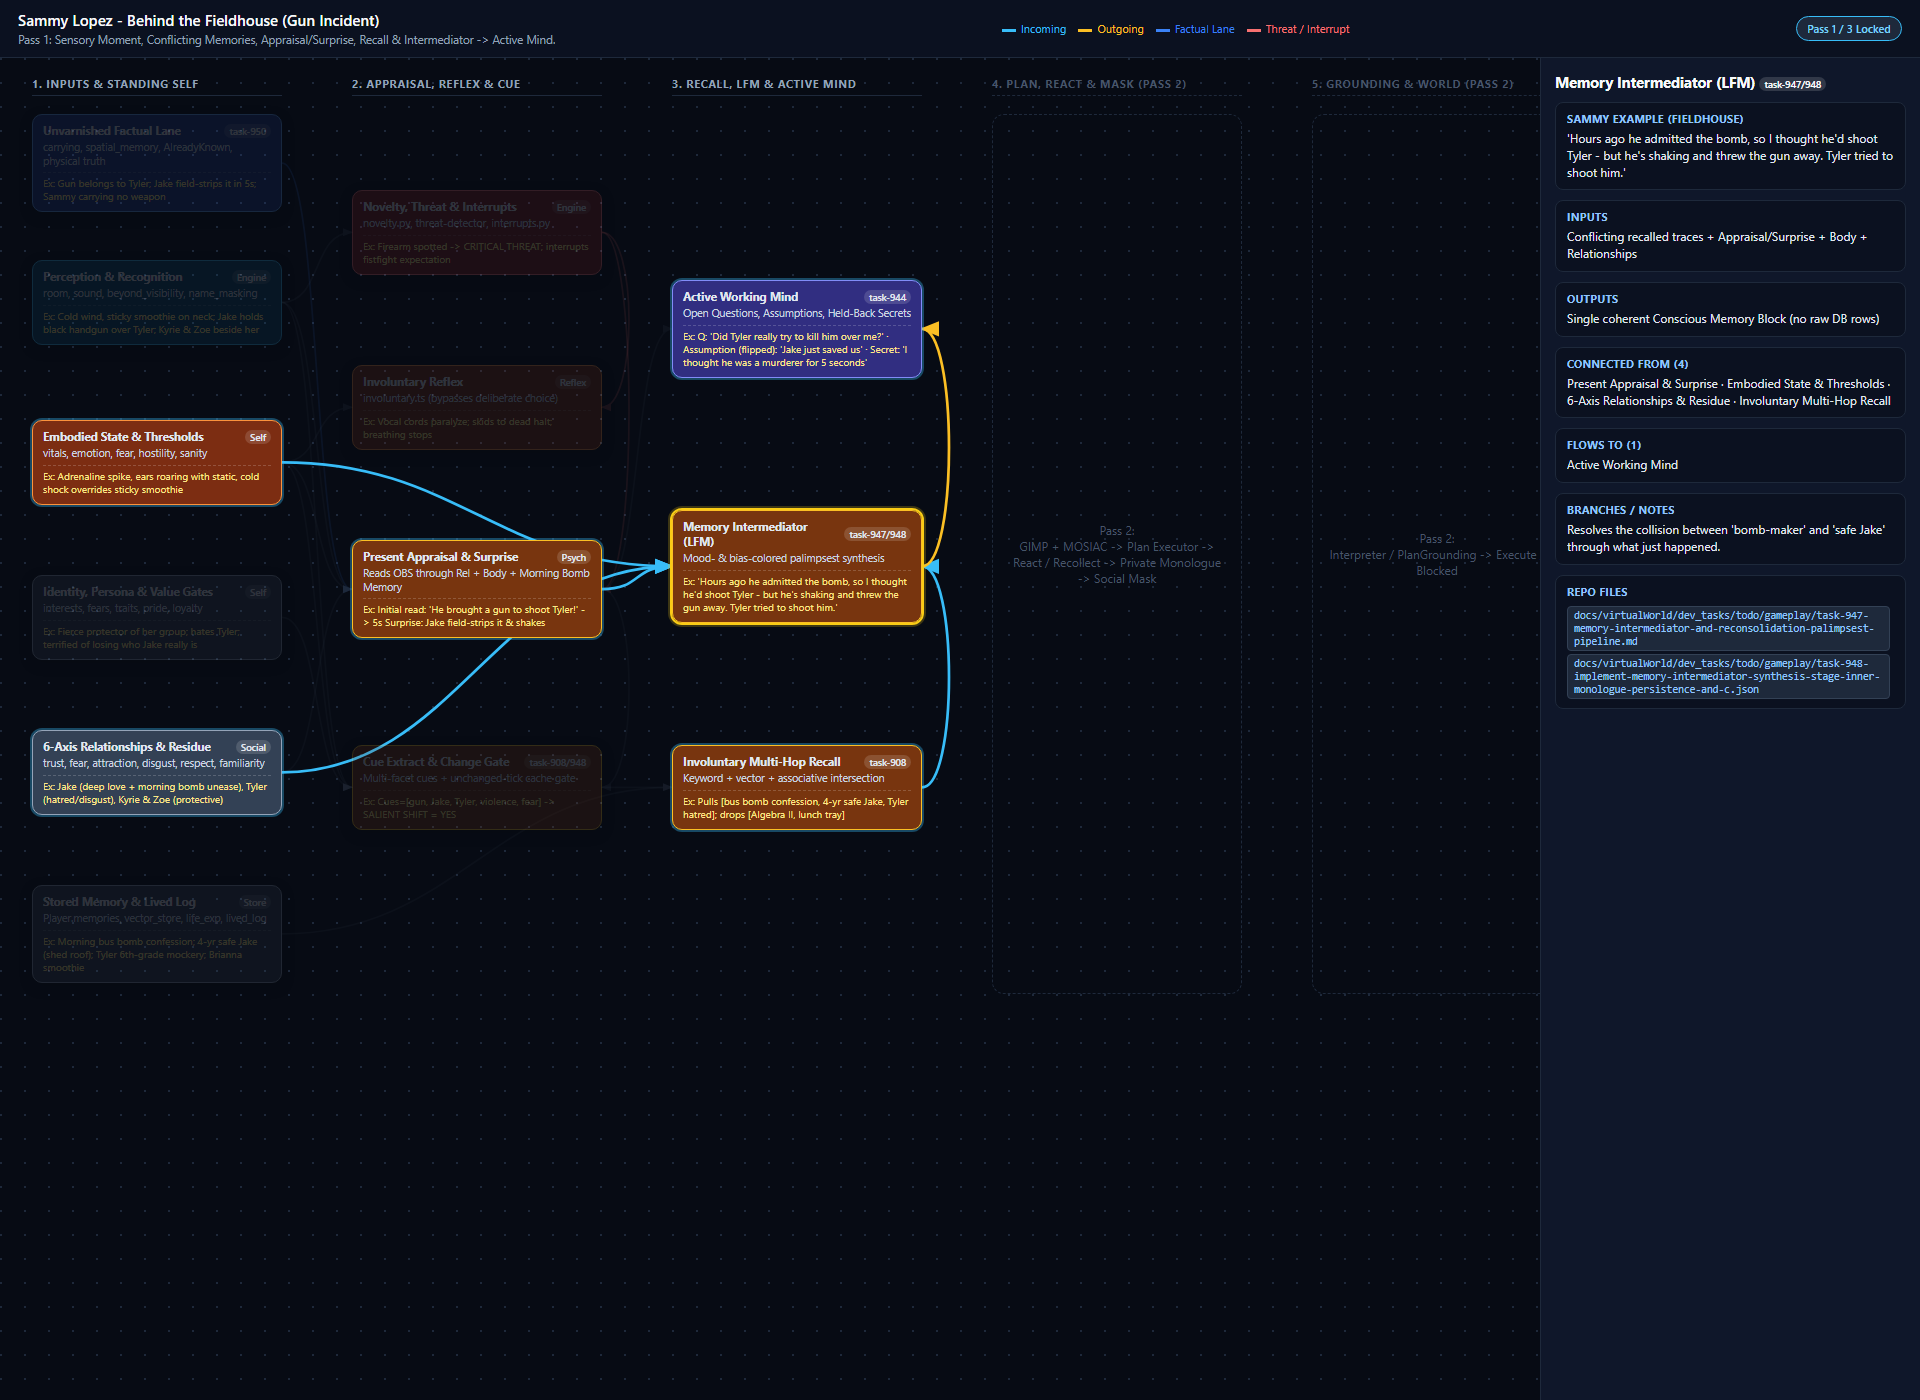 Sammy Lopez - Behind the Fieldhouse (Gun Incident)
Pass 1: Sensory Moment, Conflicting Memories, Appraisal/Surprise, Recall & Intermediator -> Active Mind.
Incoming
Outgoing
Factual Lane
Threat / Interrupt
Pass 1 / 3 Locked
1. INPUTS & STANDING SELF
Unvarnished Factual Lane
task-950
carrying, spatial_memory, AlreadyKnown,
physical truth
Ex: Gun belongs to Tyler; Jake field-strips it in 5s;
Sammy carrying no weapon
Perception & Recognition
Engine
room, sound, beyond_visibility, name_masking
Ex: Cold wind, sticky smoothie on neck; Jake holds
black handgun over Tyler; Kyrie & Zoe beside her
Embodied State & Thresholds
Self
vitals, emotion, fear, hostility, sanity
Ex: Adrenaline spike, ears roaring with static, cold
shock overrides sticky smoothie
Identity, Persona & Value Gates
Self
interests, fears, traits, pride, loyalty
Ex: Fierce protector of her group; hates Tyler;
terrified of losing who Jake really is
6-Axis Relationships & Residue
Social
trust, fear, attraction, disgust, respect, familiarity
Ex: Jake (deep love + morning bomb unease), Tyler
(hatred/disgust), Kyrie & Zoe (protective)
Stored Memory & Lived Log
Store
Player.memories, vector_store, life_exp, lived_log
Ex: Morning bus bomb confession; 4-yr safe Jake
(shed roof); Tyler 6th-grade mockery; Brianna
smoothie
2. APPRAISAL, REFLEX & CUE
Novelty, Threat & Interrupts
Engine
novelty.py, threat-detector, interrupts.py
Ex: Firearm spotted -> CRITICAL THREAT; interrupts
fistfight expectation
Involuntary Reflex
Reflex
involuntary.ts (bypasses deliberate choice)
Ex: Vocal cords paralyze; slids to dead halt;
breathing stops
Present Appraisal & Surprise
Psych
Reads OBS through Rel + Body + Morning Bomb
Memory
Ex: Initial read: 'He brought a gun to shoot Tyler!' -
> 5s Surprise: Jake field-strips it & shakes
Cue Extract & Change Gate
task-908/948
Multi-facet cues + unchanged-tick cache-gate
Ex: Cues=[gun, Jake, Tyler, violence, fear] ->
SALIENT SHIFT = YES
3. RECALL, LFM & ACTIVE MIND
Active Working Mind
task-944
Open Questions, Assumptions, Held-Back Secrets
Ex: Q: 'Did Tyler really try to kill him over me?' ·
Assumption (flipped): 'Jake just saved us' · Secret: 'I
thought he was a murderer for 5 seconds'
Memory Intermediator
(LFM)
task-947/948
Mood- & bias-colored palimpsest synthesis
Ex: 'Hours ago he admitted the bomb, so I thought
he'd shoot Tyler - but he's shaking and threw the
gun away. Tyler tried to shoot him.'
Involuntary Multi-Hop Recall
task-908
Keyword + vector + associative intersection
Ex: Pulls [bus bomb confession, 4-yr safe Jake, Tyler
hatred]; drops [Algebra II, lunch tray]
4. PLAN, REACT & MASK (PASS 2)
Pass 2:
GIMP + MOSIAC -> Plan Executor ->
React / Recollect -> Private Monologue
-> Social Mask
5: GROUNDING & WORLD (PASS 2)
Pass 2:
Interpreter / PlanGrounding -> Execute
Blocked
Memory Intermediator (LFM) task-947/948
SAMMY EXAMPLE (FIELDHOUSE)
'Hours ago he admitted the bomb, so I thought he'd shoot
Tyler - but he's shaking and threw the gun away. Tyler tried to
shoot him.'
INPUTS
Conflicting recalled traces + Appraisal/Surprise + Body +
Relationships
OUTPUTS
Single coherent Conscious Memory Block (no raw DB rows)
CONNECTED FROM (4)
Present Appraisal & Surprise · Embodied State & Thresholds ·
6-Axis Relationships & Residue · Involuntary Multi-Hop Recall
FLOWS TO (1)
Active Working Mind
BRANCHES / NOTES
Resolves the collision between 'bomb-maker' and 'safe Jake'
through what just happened.
REPO FILES
docs/virtualWorld/dev_tasks/todo/gameplay/task-947-
memory-intermediator-and-reconsolidation-palimpsest-
pipeline.md
docs/virtualWorld/dev_tasks/todo/gameplay/task-948-
implement-memory-intermediator-synthesis-stage-inner-
monologue-persistence-and-c.json